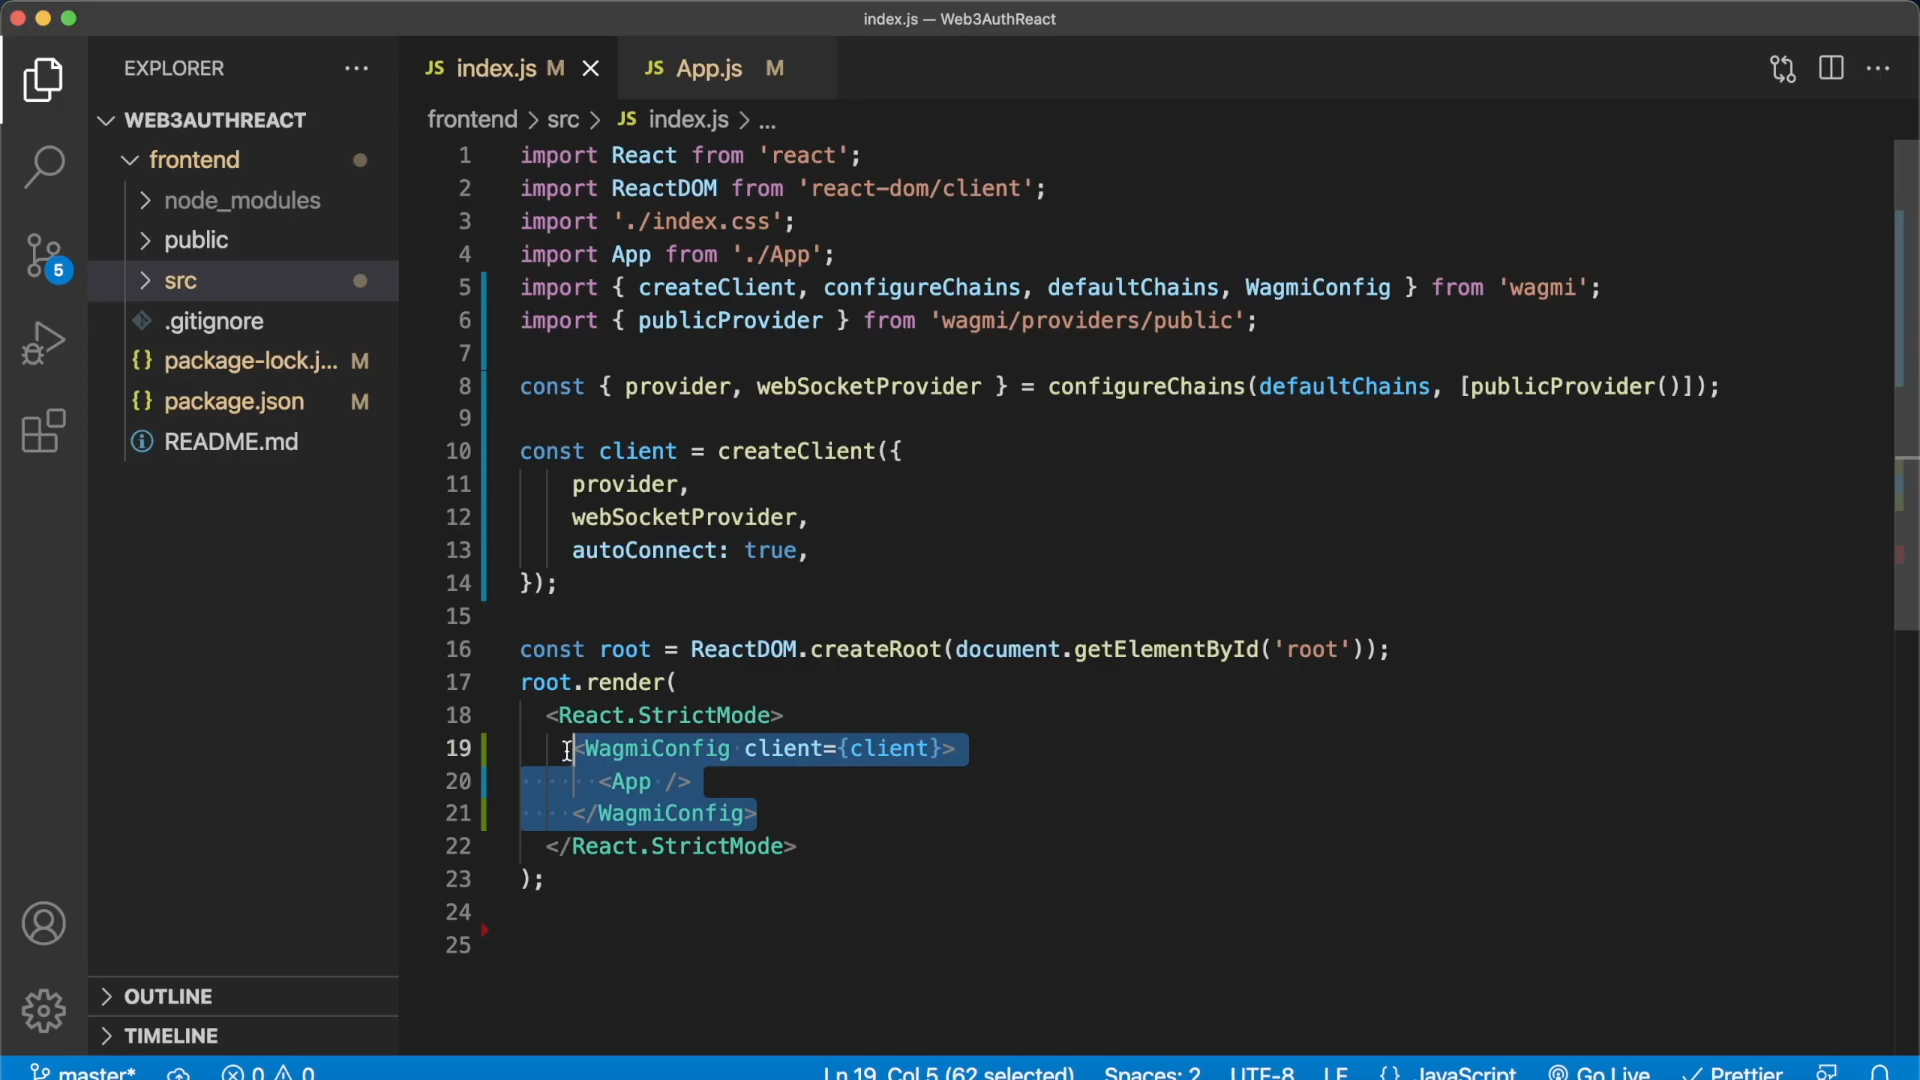 index.js — Web3AuthReact
EXPLORER
JS index.js M
JS App.js M
WEB3AUTHREACT
frontend
node_modules
public
src
.gitignore
{} package-lock.j... M
{} package.json M
README.md
5
OUTLINE
TIMELINE
frontend > src > JS index.js > ...
1 import React from 'react';
2 import ReactDOM from 'react-dom/client';
3 import './index.css';
4 import App from './App';
5 import { createClient, configureChains, defaultChains, WagmiConfig } from 'wagmi';
6 import { publicProvider } from 'wagmi/providers/public';
7
8 const { provider, webSocketProvider } = configureChains(defaultChains, [publicProvider()]);
9
10 const client = createClient({
11 provider,
12 webSocketProvider,
13 autoConnect: true,
14 });
15
16 const root = ReactDOM.createRoot(document.getElementById('root'));
17 root.render(
18 <React.StrictMode>
19 <WagmiConfig client={client}>
20 <App />
21 </WagmiConfig>
22 </React.StrictMode>
23 );
24
25
master* 0 0 Ln 19, Col 5 (62 selected) Spaces: 2 UTF-8 LF {} JavaScript Go Live Prettier